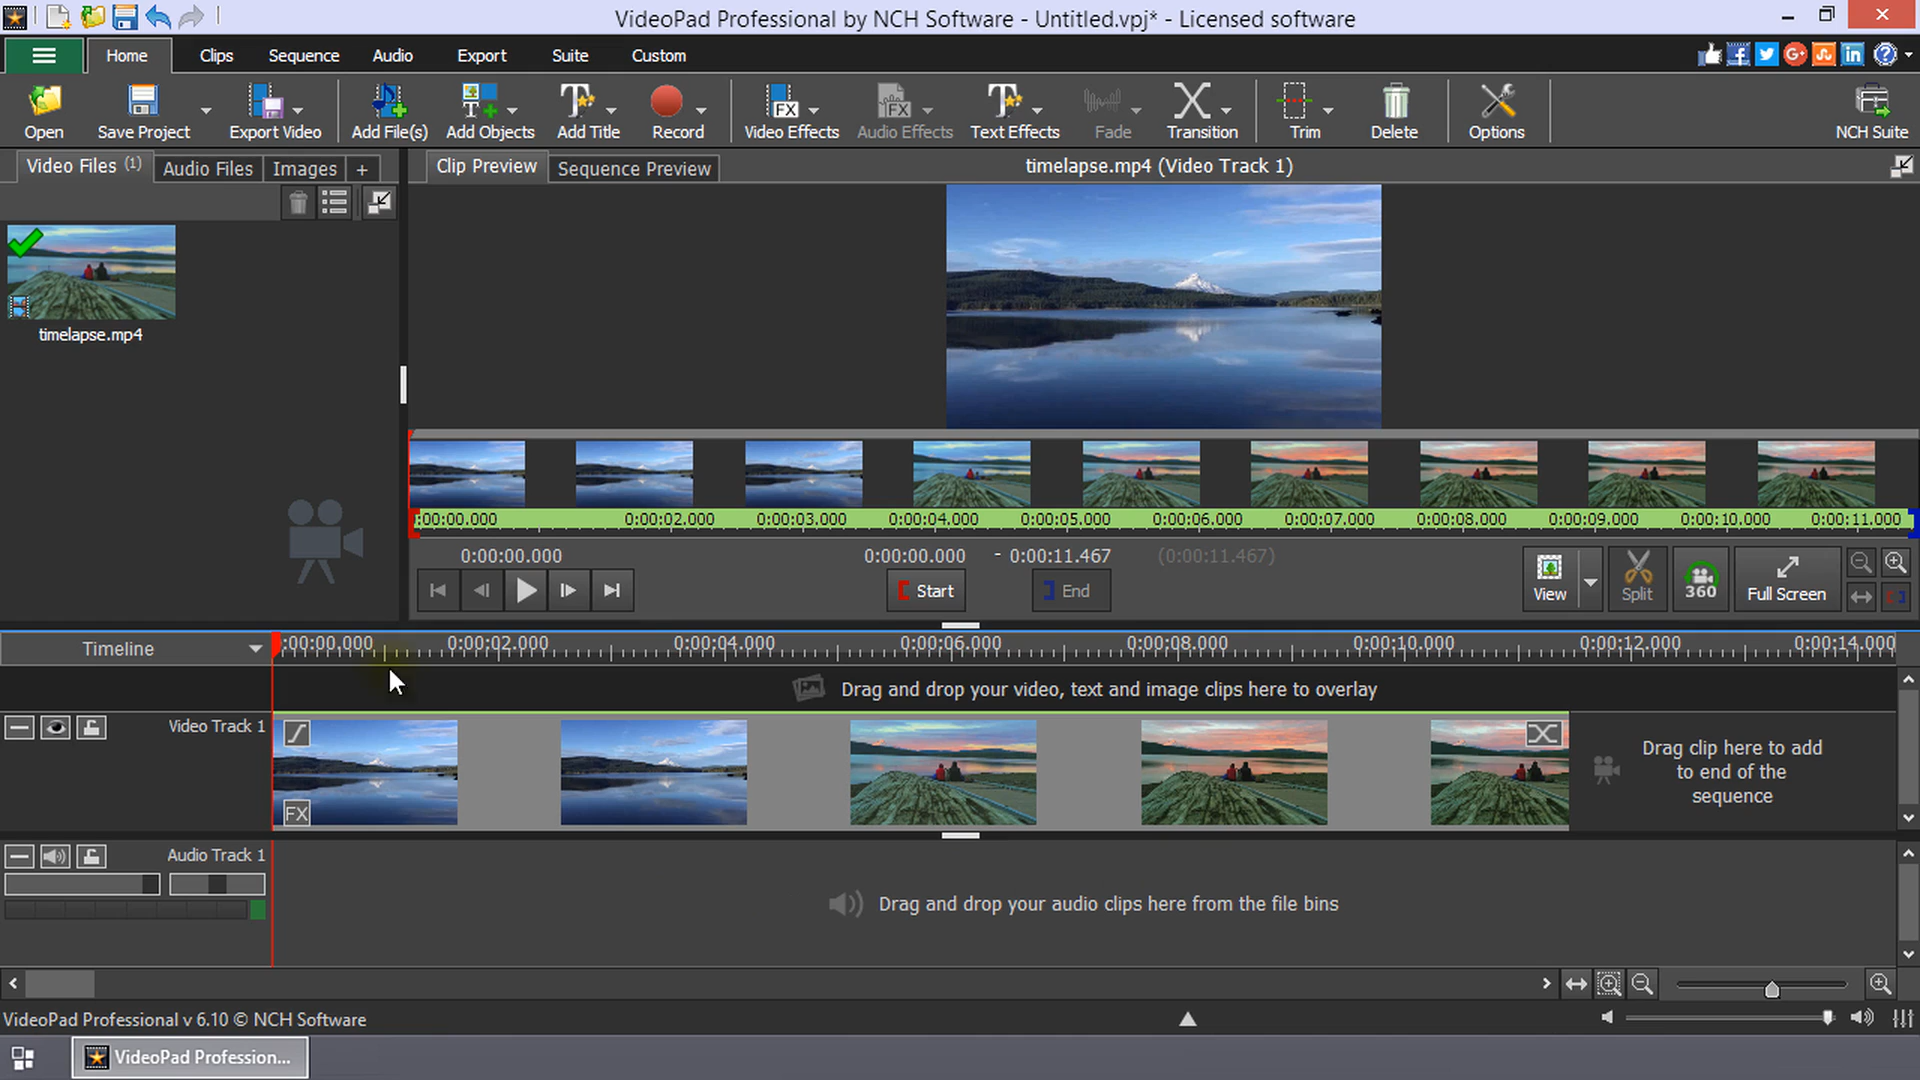 VideoPad Professional by NCH Software - Untitled.vpj* - Licensed software
Home Clips Sequence Audio Export Suite Custom
Open Save Project Export Video Add File(s) Add Objects Add Title Record Video Effects Audio Effects Text Effects Fade Transition Trim Delete Options NCH Suite
Video Files (1) Audio Files Images +
Clip Preview Sequence Preview timelapse.mp4 (Video Track 1)
timelapse.mp4
:00:00.000 0:00:02.000 0:00:03.000 0:00:04.000 0:00:05.000 0:00:06.000 0:00:07.000 0:00:08.000 0:00:09.000 0:00:10.000 0:00:11.000
0:00:00.000 0:00:00.000 - 0:00:11.467 (0:00:11.467)
Start End View Split 360 Full Screen
Timeline :00:00.000 0:00:02.000 0:00:04.000 0:00:06.000 0:00:08.000 0:00:10.000 0:00:12.000 0:00:14.000
Drag and drop your video, text and image clips here to overlay
Video Track 1
FX
Drag clip here to add
to end of the
sequence
Audio Track 1
Drag and drop your audio clips here from the file bins
VideoPad Professional v 6.10 © NCH Software
VideoPad Profession...